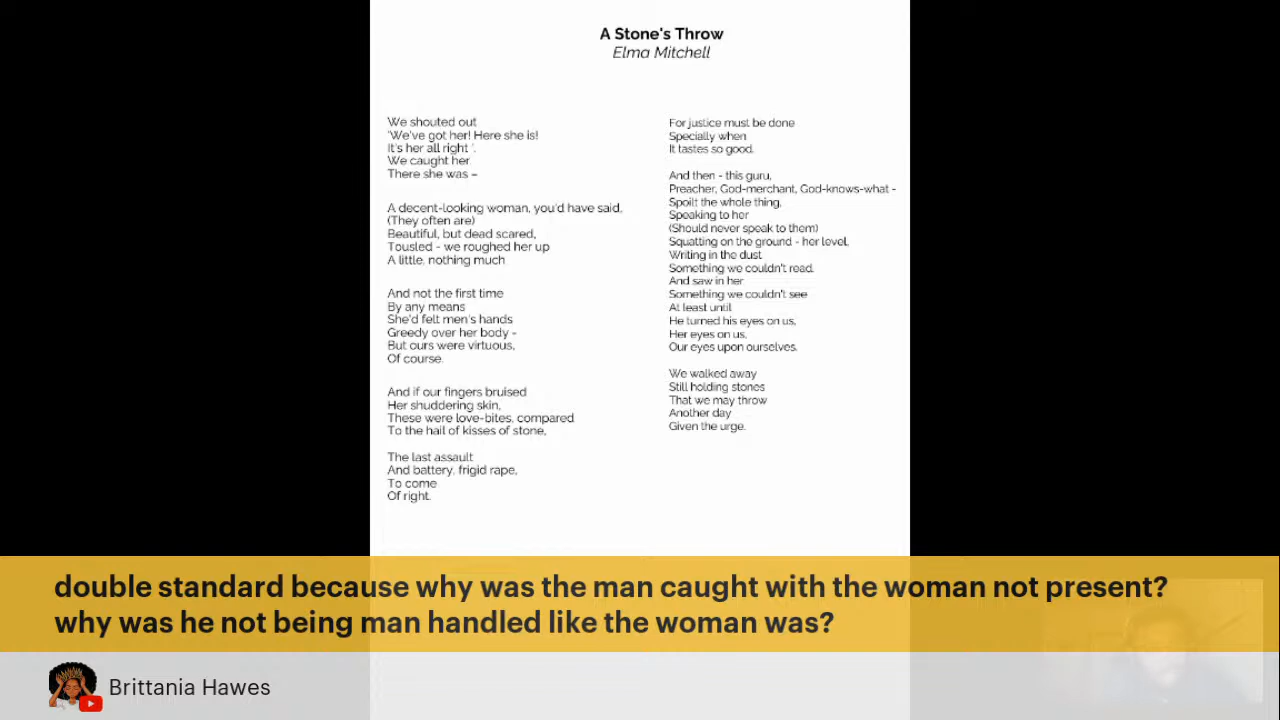 A Stone's Throw
Elma Mitchell
We shouted out
'We've got her! Here she is!
It's her all right '.
We caught her
There she was –
A decent-looking woman, you'd have said,
(They often are)
Beautiful, but dead scared,
Tousled - we roughed her up
A little, nothing much
And not the first time
By any means
She'd felt men's hands
Greedy over her body -
But ours were virtuous,
Of course.
And if our fingers bruised
Her shuddering skin,
These were love-bites, compared
To the hail of kisses of stone,
The last assault
And battery, frigid rape,
To come
Of right.
For justice must be done
Specially when
It tastes so good.
And then - this guru,
Preacher, God-merchant, God-knows-what -
Spoilt the whole thing,
Speaking to her
(Should never speak to them)
Squatting on the ground - her level,
Writing in the dust
Something we couldn't read.
And saw in her
Something we couldn't see
At least until
He turned his eyes on us,
Her eyes on us,
Our eyes upon ourselves.
We walked away
Still holding stones
That we may throw
Another day
Given the urge.
double standard because why was the man caught with the woman not present?
why was he not being man handled like the woman was?
Brittania Hawes